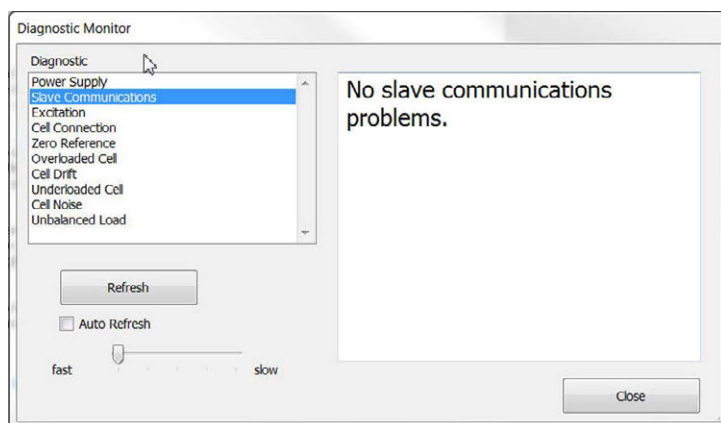 Diagnostic Monitor
Diagnostic
Power Supply
Slave Communications
Excitation
Cell Connection
Zero Reference
Overloaded Cell
Cell Drift
Underloaded Cell
Cell Noise
Unbalanced Load
No slave communications
problems.
Refresh
Auto Refresh
fast
slow
Close